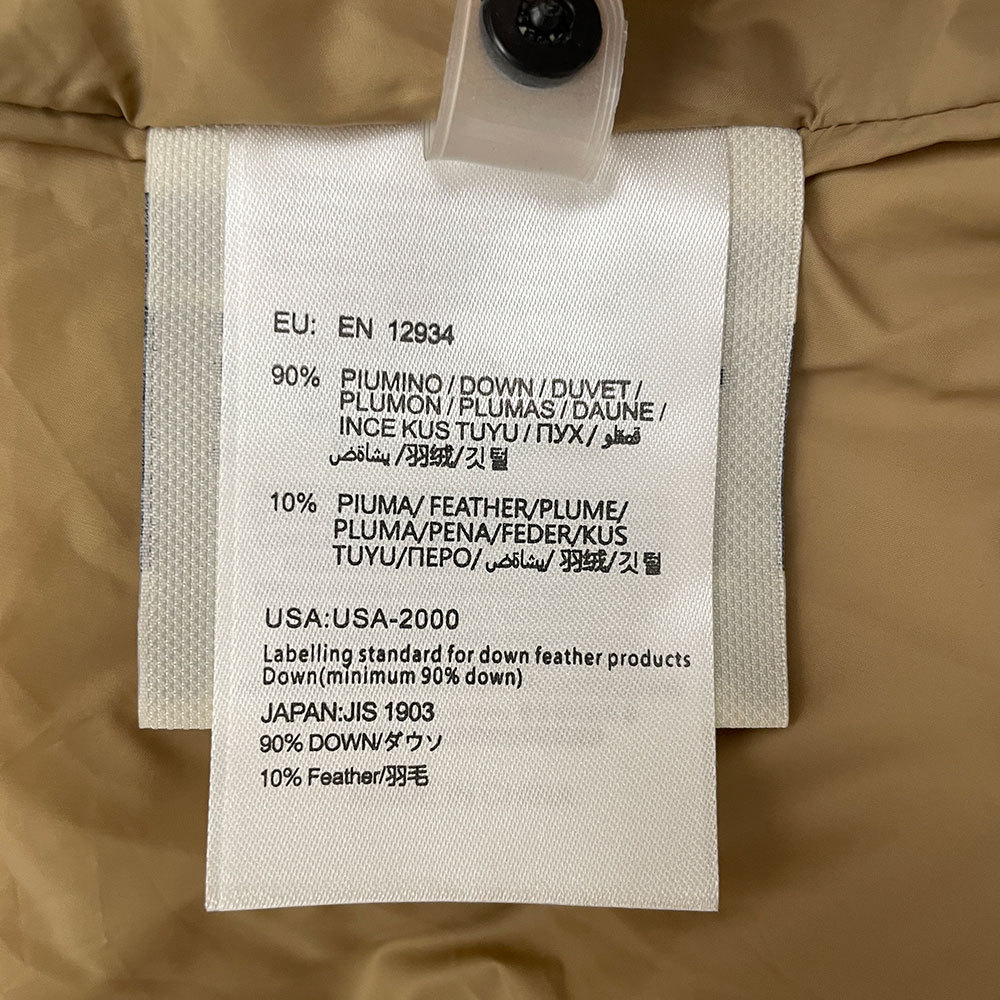 EU: EN 12934
90% PIUMINO / DOWN / DUVET /
PLUMON / PLUMAS / DAUNE /
INCE KUS TUYU / ПУХ /
/羽绒/깃털
10% PIUMA/ FEATHER/PLUME/
PLUMA/PENA/FEDER/KUS
TUYU/ПЕРО/ / 羽绒/깃털
USA:USA-2000
Labelling standard for down feather products
Down(minimum 90% down)
JAPAN:JIS 1903
90% DOWN/ダウソ
10% Feather/羽毛